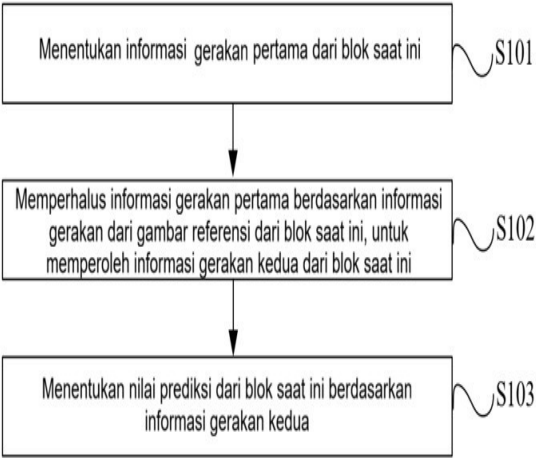 Menentukan informasi gerakan pertama dari blok saat ini
S101
Memperhalus informasi gerakan pertama berdasarkan informasi
gerakan dari gambar referensi dari blok saat ini, untuk
memperoleh informasi gerakan kedua dari blok saat ini
S102
Menentukan nilai prediksi dari blok saat ini berdasarkan
informasi gerakan kedua
S103